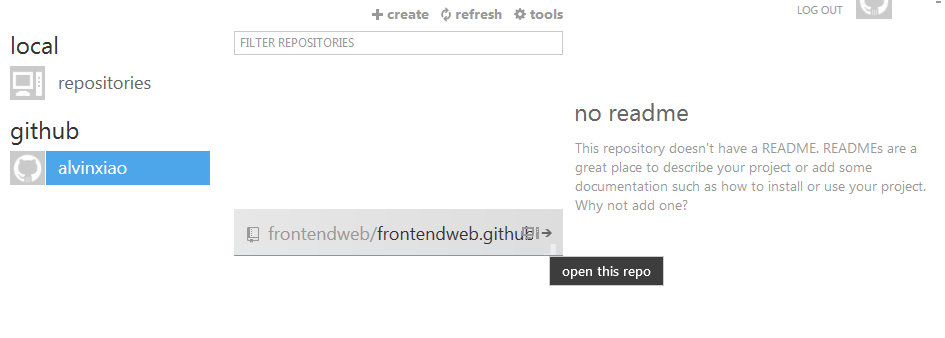 create refresh tools
LOG OUT
local
FILTER REPOSITORIES
repositories
github
alvinxiao
no readme
This repository doesn't have a README. READMEs are a
great place to describe your project or add some
documentation such as how to install or use your project.
Why not add one?
frontendweb/frontendweb.github
open this repo